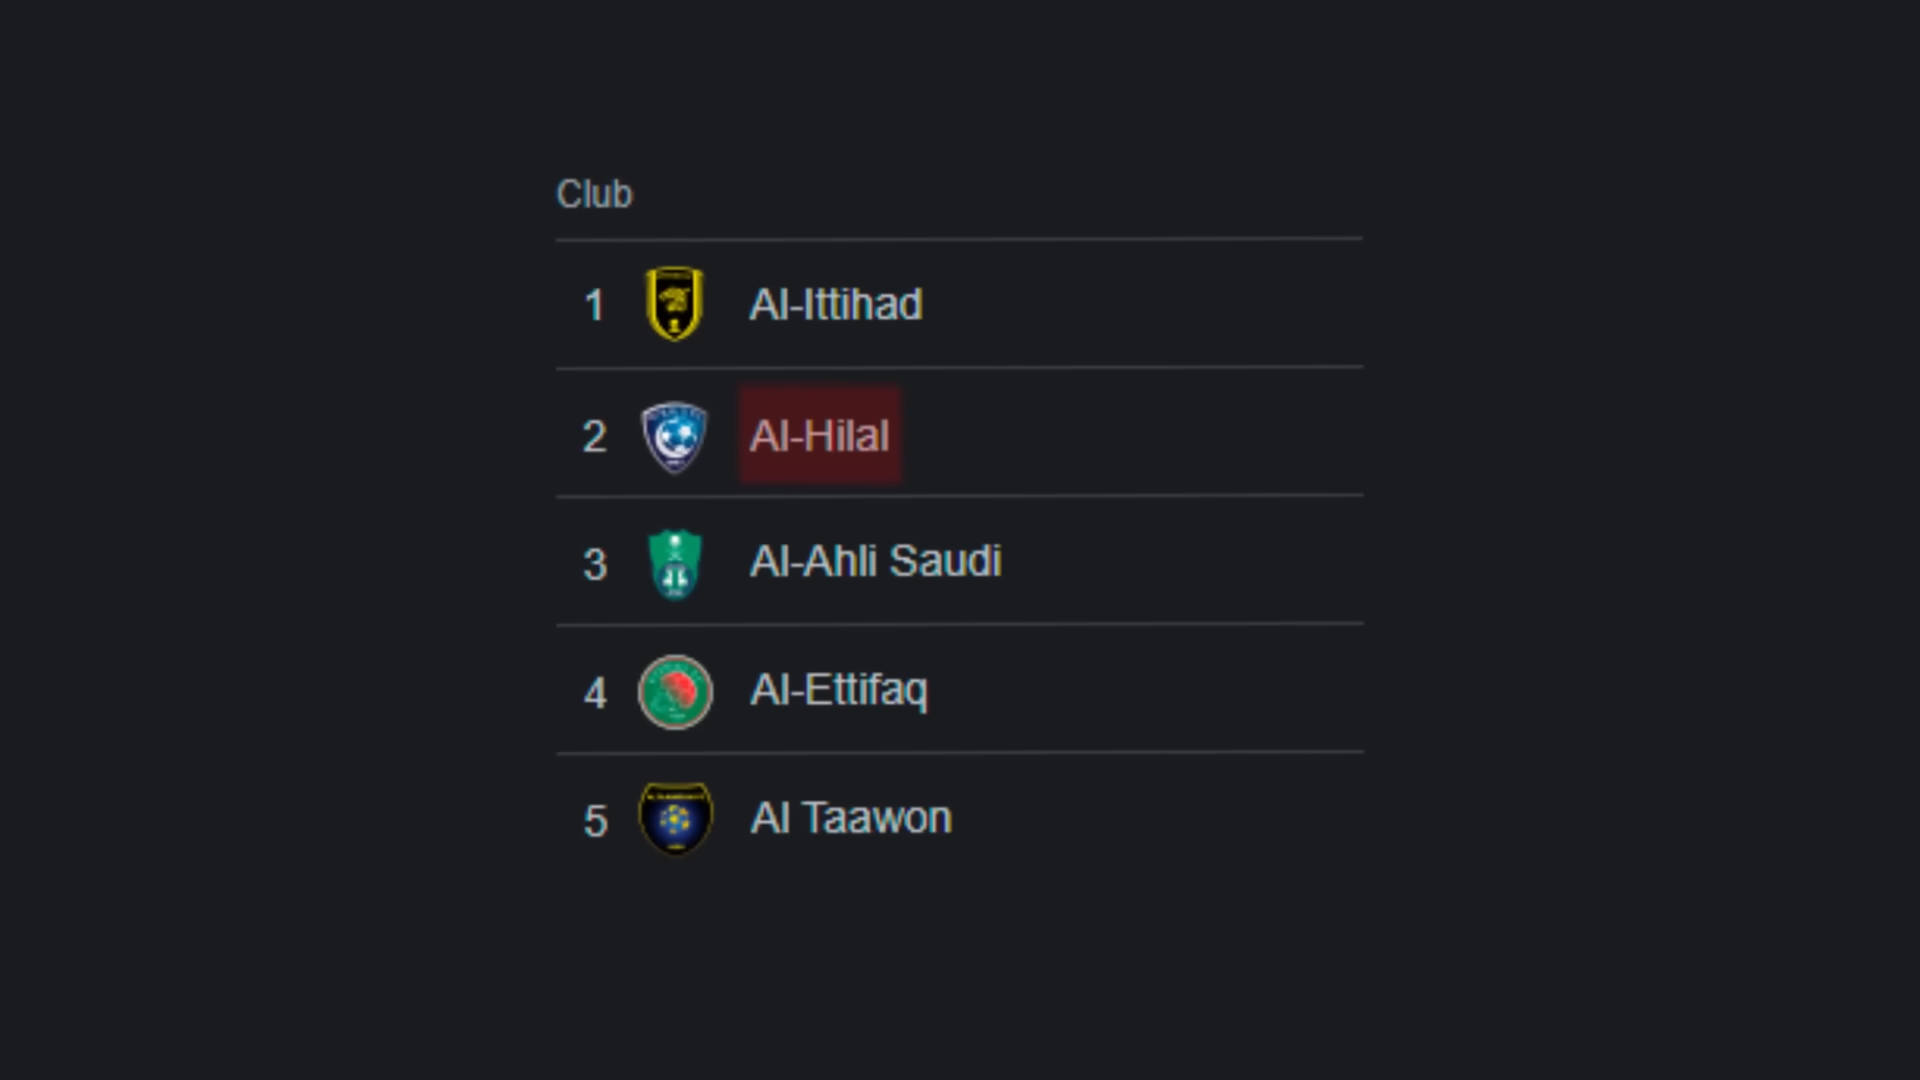 Club
1 Al-Ittihad
2 Al-Hilal
3 Al-Ahli Saudi
4 Al-Ettifaq
5 Al Taawon